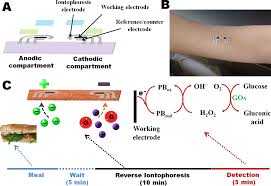 A
Iontophoresis
electrode
Working electrode
Reference/counter
electrode
Anodic
compartment
Cathodic
compartment
B
C
+
−
e⁻
Working
electrode
PBox
PBred
OH⁻
H₂O₂
O₂
GOx
Glucose
Gluconic
acid
Meal
Wait
(5 min)
Reverse Iontophoresis
(10 min)
Detection
(5 min)